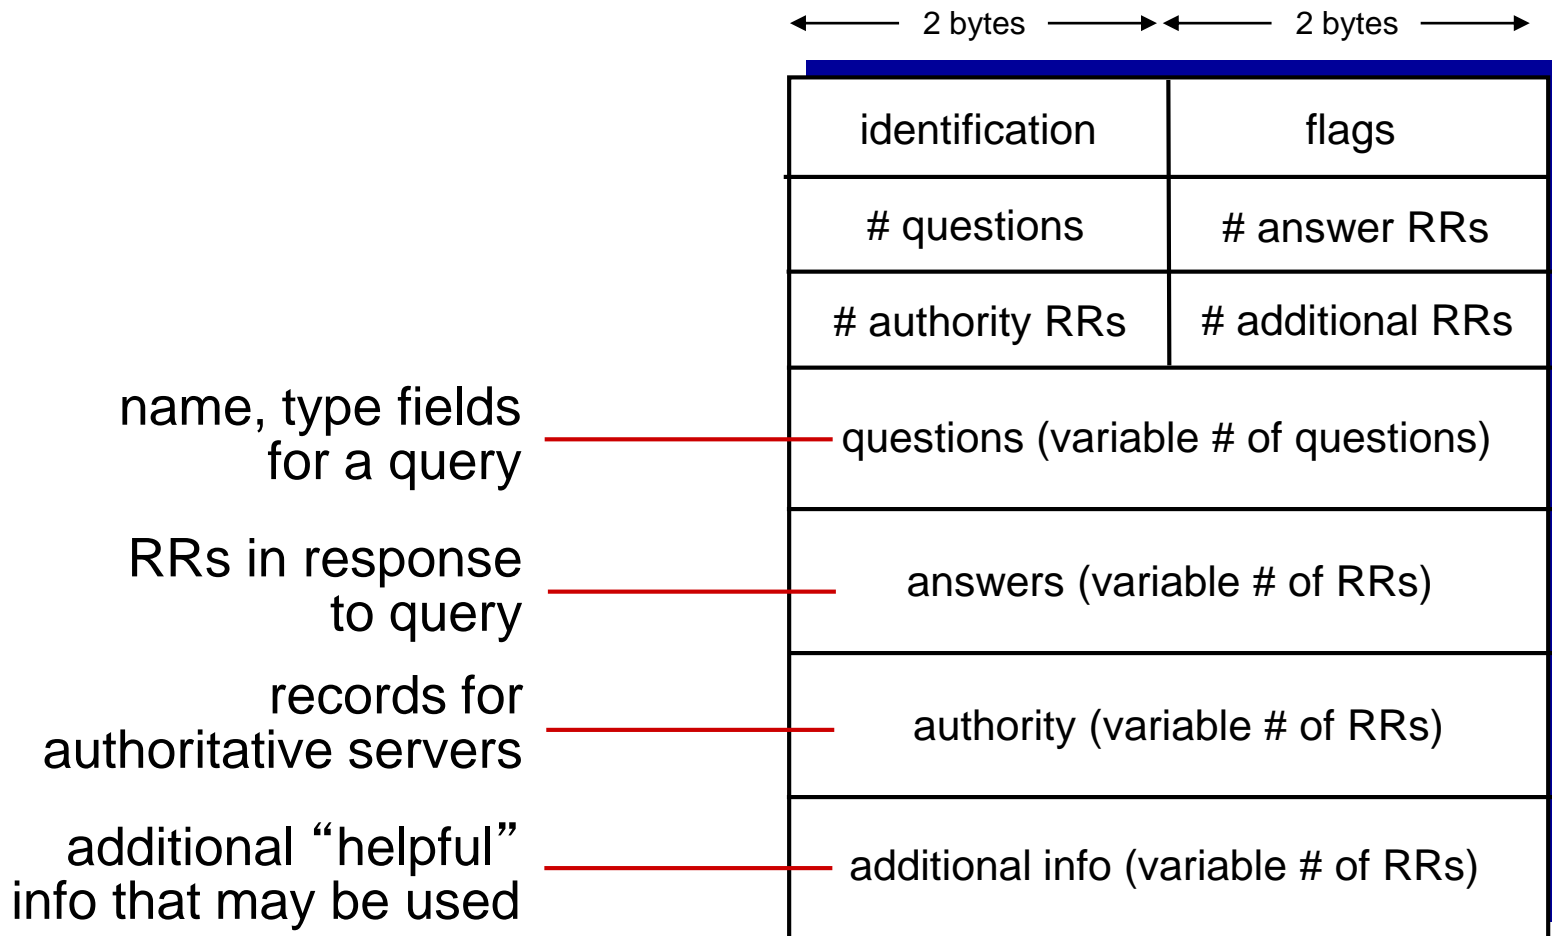 2 bytes 2 bytes
identification flags
# questions # answer RRs
# authority RRs # additional RRs
name, type fields
for a query
questions (variable # of questions)
RRs in response
to query
answers (variable # of RRs)
records for
authoritative servers
authority (variable # of RRs)
additional “helpful”
info that may be used
additional info (variable # of RRs)